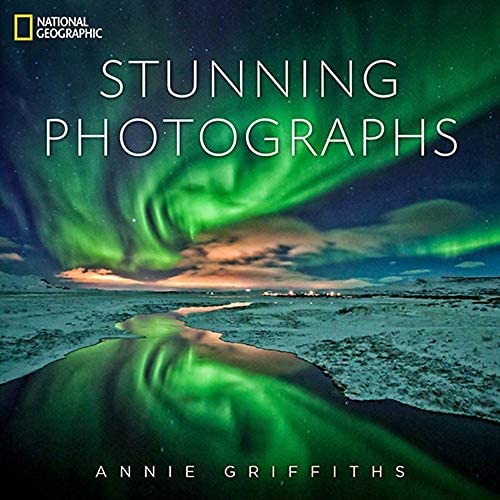 NATIONAL
GEOGRAPHIC
STUNNING
PHOTOGRAPHS
ANNIE GRIFFITHS